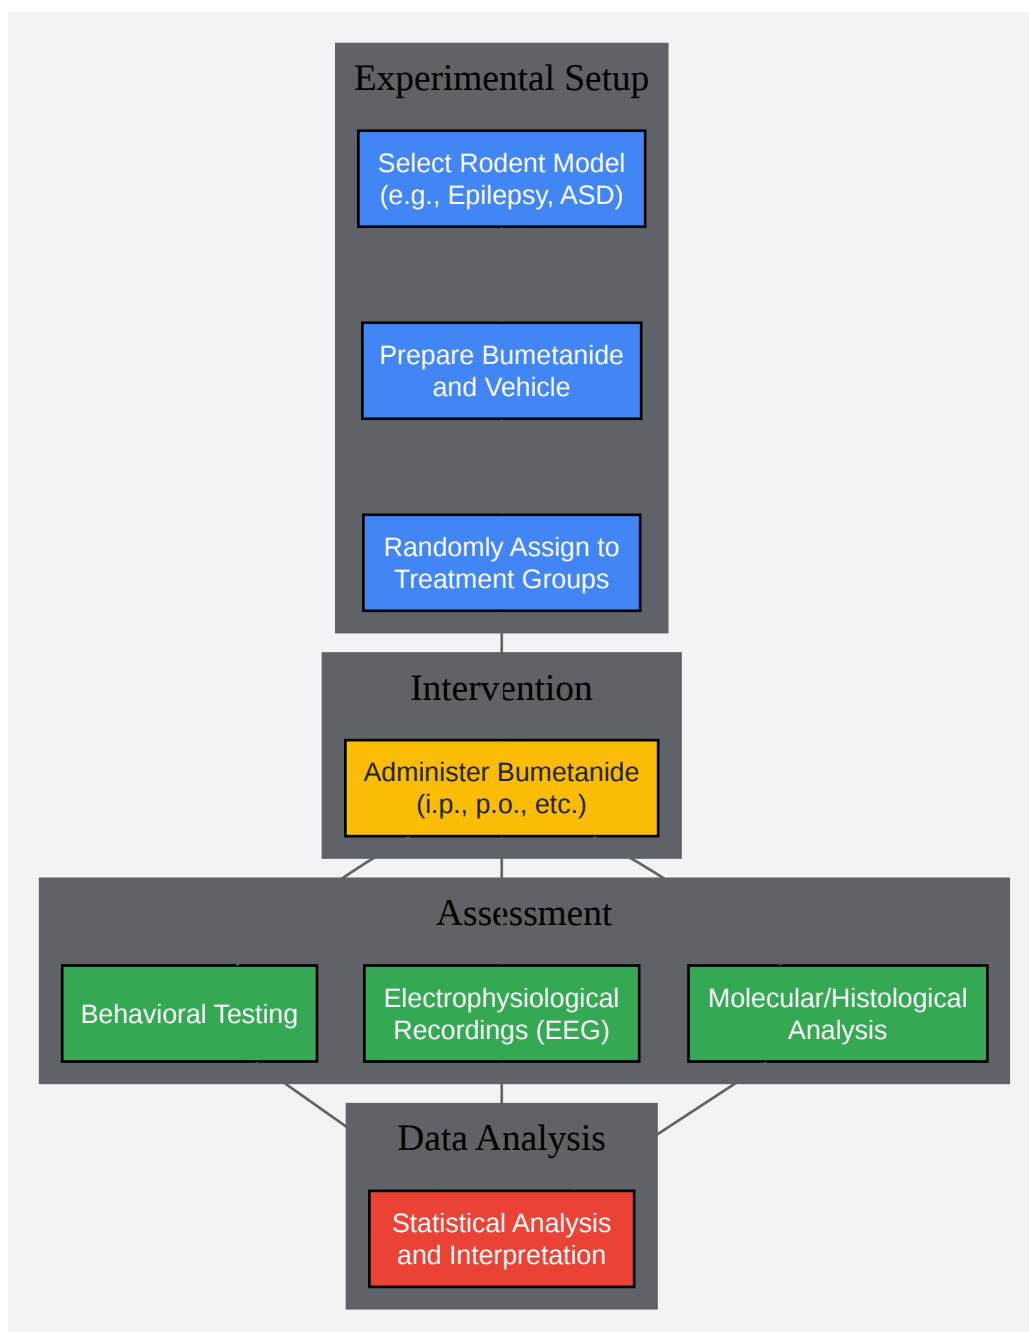 Experimental Setup
Select Rodent Model
(e.g., Epilepsy, ASD)
Prepare Bumetanide
and Vehicle
Randomly Assign to
Treatment Groups
Intervention
Administer Bumetanide
(i.p., p.o., etc.)
Assessment
Behavioral Testing
Electrophysiological
Recordings (EEG)
Molecular/Histological
Analysis
Data Analysis
Statistical Analysis
and Interpretation